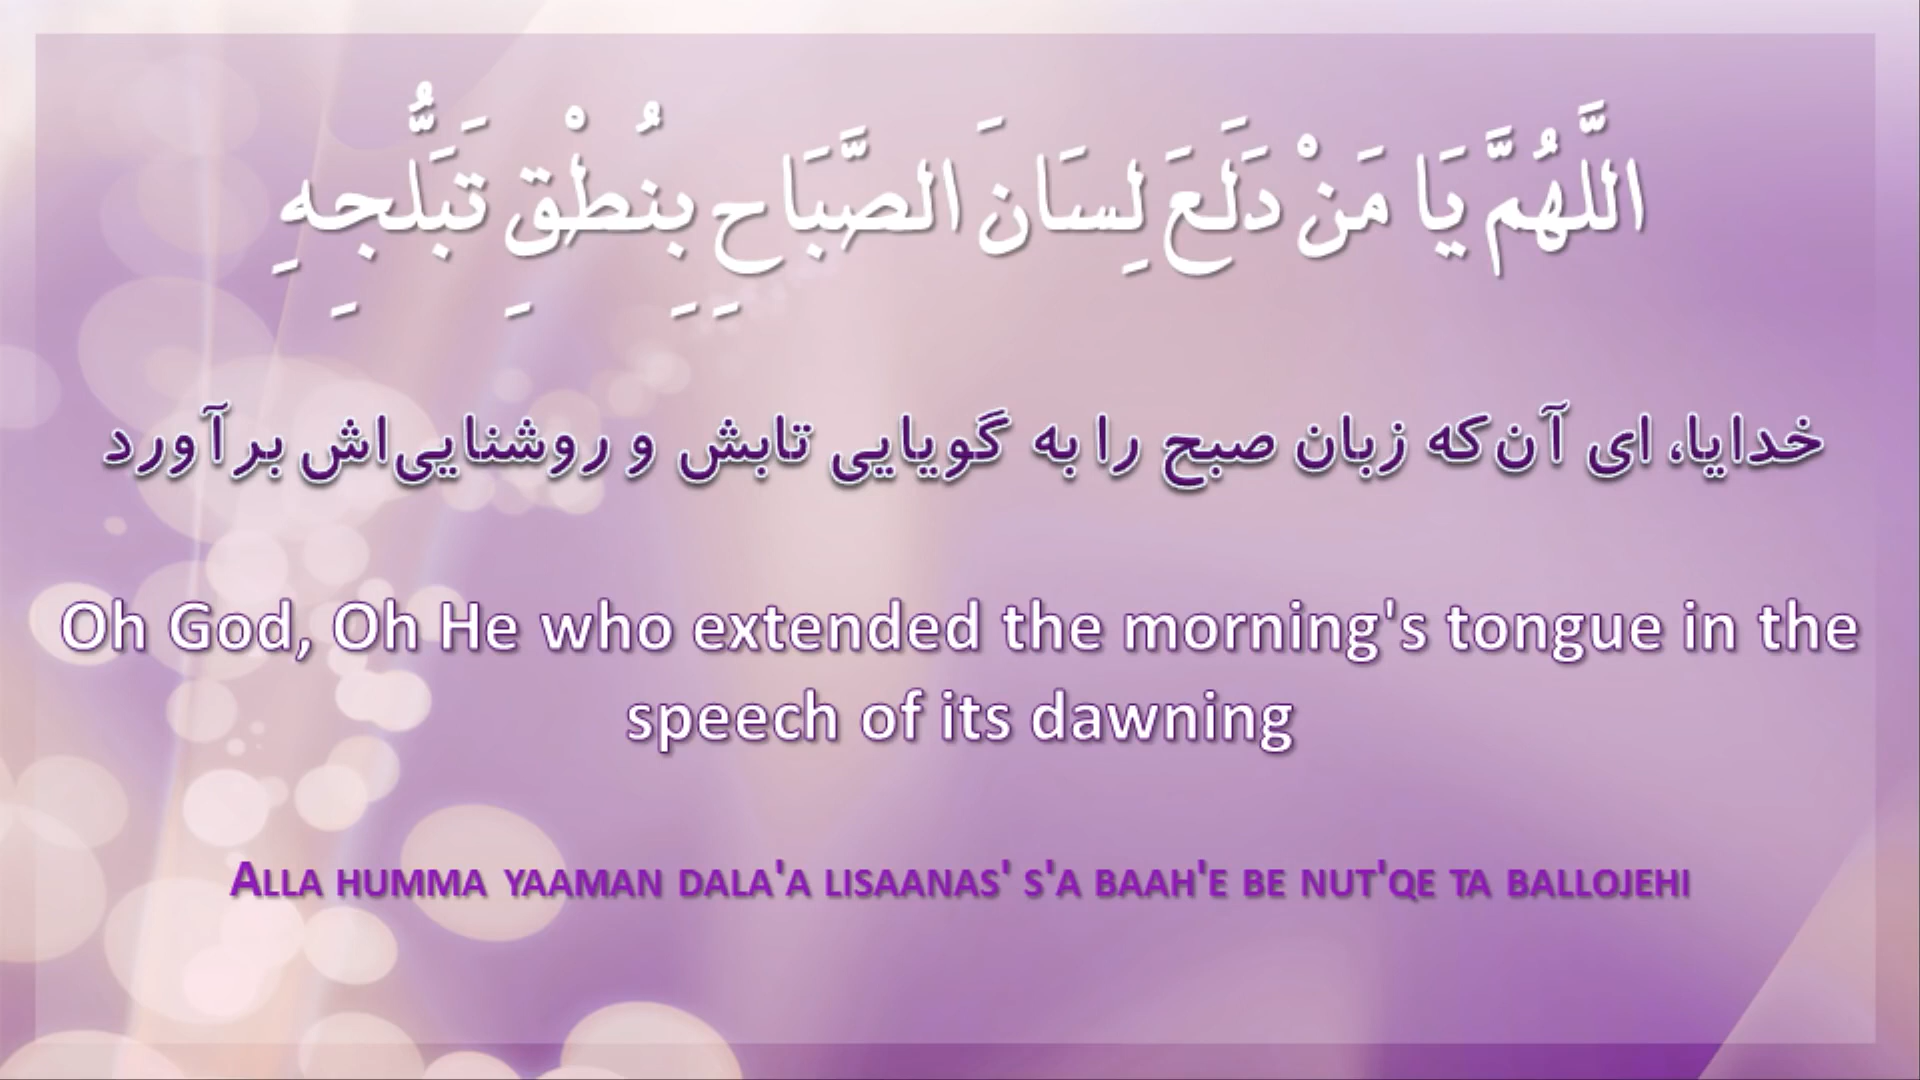 اللَّهُمَّ يَا مَنْ دَلَعَ لِسَانَ الصَّبَاحِ بِنُطْقِ تَبَلُّجِهِ
خدایا، ای آن‌که زبان صبح را به گویایی تابش و روشنایی‌اش برآورد
Oh God, Oh He who extended the morning's tongue in the
speech of its dawning
ALLA HUMMA YAAMAN DALA'A LISAANAS' S'A BAAH'E BE NUT'QE TA BALLOJEHI